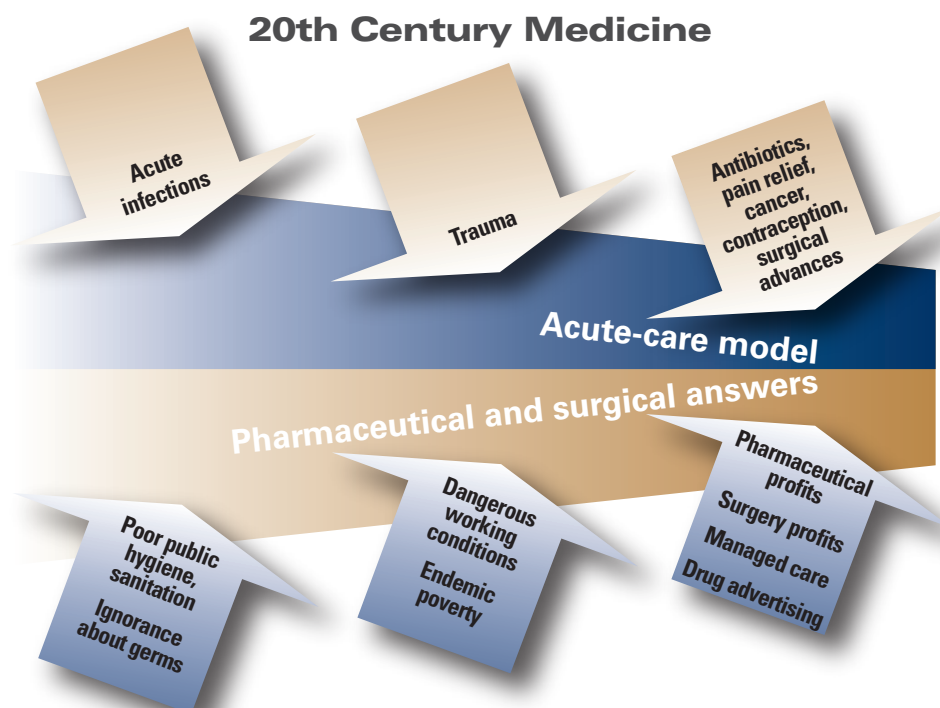 20th Century Medicine
Acute
infections
Trauma
Antibiotics,
pain relief,
cancer,
contraception,
surgical
advances
Acute-care model
Pharmaceutical and surgical answers
Poor public
hygiene,
sanitation
Ignorance
about germs
Dangerous
working
conditions
Endemic
poverty
Pharmaceutical
profits
Surgery profits
Managed care
Drug advertising